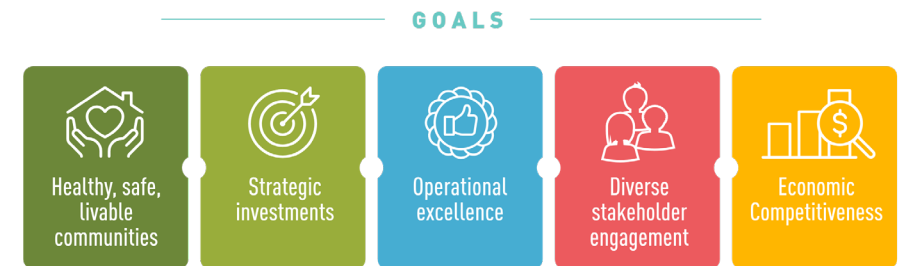 GOALS
Healthy, safe,
livable
communities
Strategic
investments
Operational
excellence
Diverse
stakeholder
engagement
$
Economic
Competitiveness